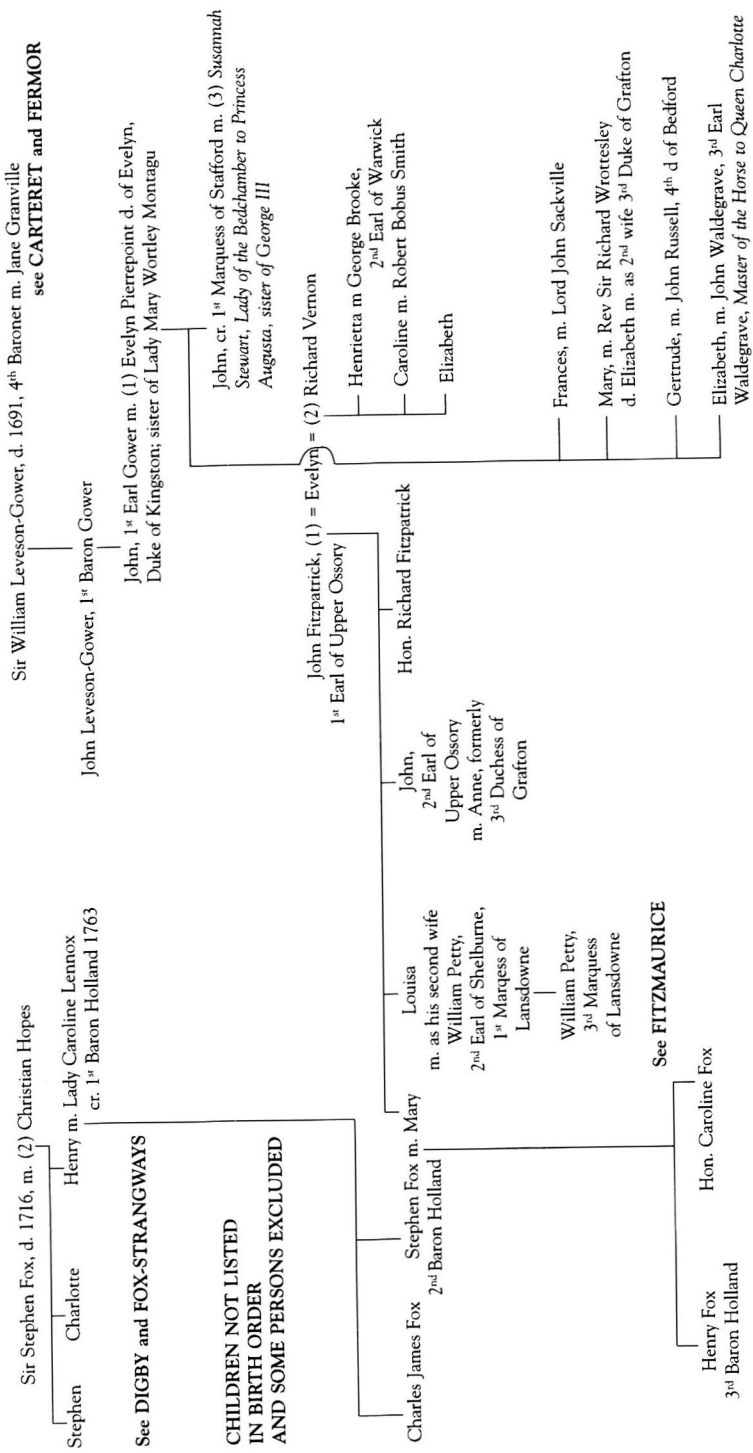 Sir Stephen Fox, d. 1716, m. (2) Christian Hopes
Stephen
Charlotte
Henry m. Lady Caroline Lennox
cr. 1st Baron Holland 1763
See DIGBY and FOX-STRANGWAYS
CHILDREN NOT LISTED
IN BIRTH ORDER
AND SOME PERSONS EXCLUDED
Sir William Leveson-Gower, d. 1691, 4th Baronet m. Jane Granville
see CARTERET and FERMOR
John Leveson-Gower, 1st Baron Gower
John, 1st Earl Gower m. (1) Evelyn Pierrepoint d. of Evelyn,
Duke of Kingston; sister of Lady Mary Wortley Montagu
John, cr. 1st Marquess of Stafford m. (3) Susannah
Stewart, Lady of the Bedchamber to Princess
Augusta, sister of George III
John Fitzpatrick, (1) = Evelyn = (2) Richard Vernon
1st Earl of Upper Ossory
Henrietta m George Brooke,
2nd Earl of Warwick
Caroline m. Robert Bobus Smith
Elizabeth
Frances, m. Lord John Sackville
Mary, m. Rev Sir Richard Wrottesley
d. Elizabeth m. as 2nd wife 3rd Duke of Grafton
Gertrude, m. John Russell, 4th d of Bedford
Elizabeth, m. John Waldegrave, 3rd Earl
Waldegrave, Master of the Horse to Queen Charlotte
Charles James Fox
Stephen Fox m. Mary
2nd Baron Holland
Louisa
m. as his second wife
William Petty,
2nd Earl of Shelburne,
1st Marqess of
Lansdowne
William Petty,
3rd Marquess
of Lansdowne
See FITZMAURICE
John,
2nd Earl of
Upper Ossory
m. Anne, formerly
3rd Duchess of
Grafton
Hon. Richard Fitzpatrick
Henry Fox
3rd Baron Holland
Hon. Caroline Fox